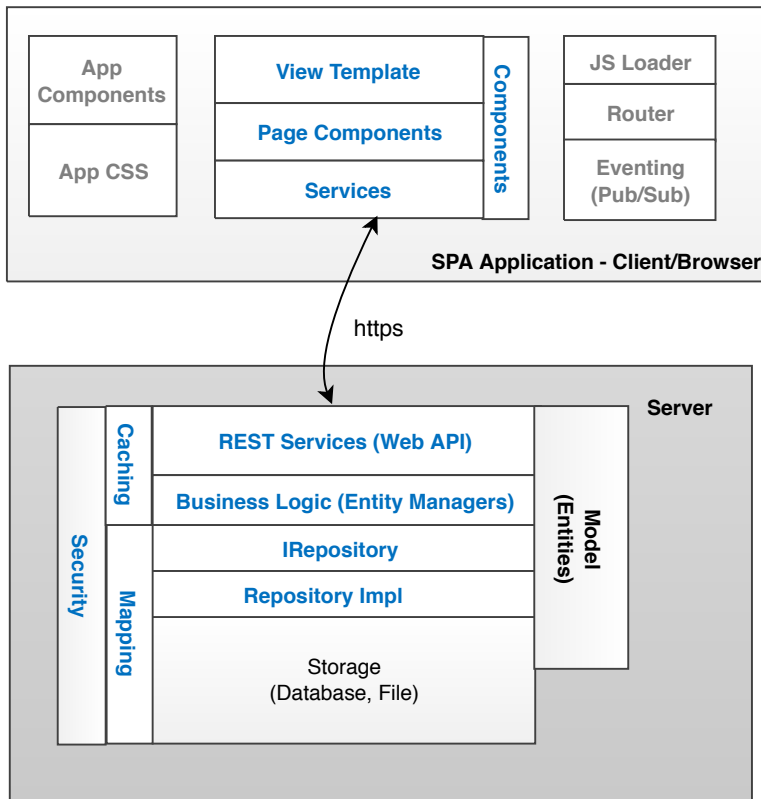 App
Components
App CSS
View Template
Page Components
Services
Components
JS Loader
Router
Eventing
(Pub/Sub)
SPA Application - Client/Browser
https
Server
Security
Caching
Mapping
REST Services (Web API)
Business Logic (Entity Managers)
IRepository
Repository Impl
Storage
(Database, File)
Model
(Entities)